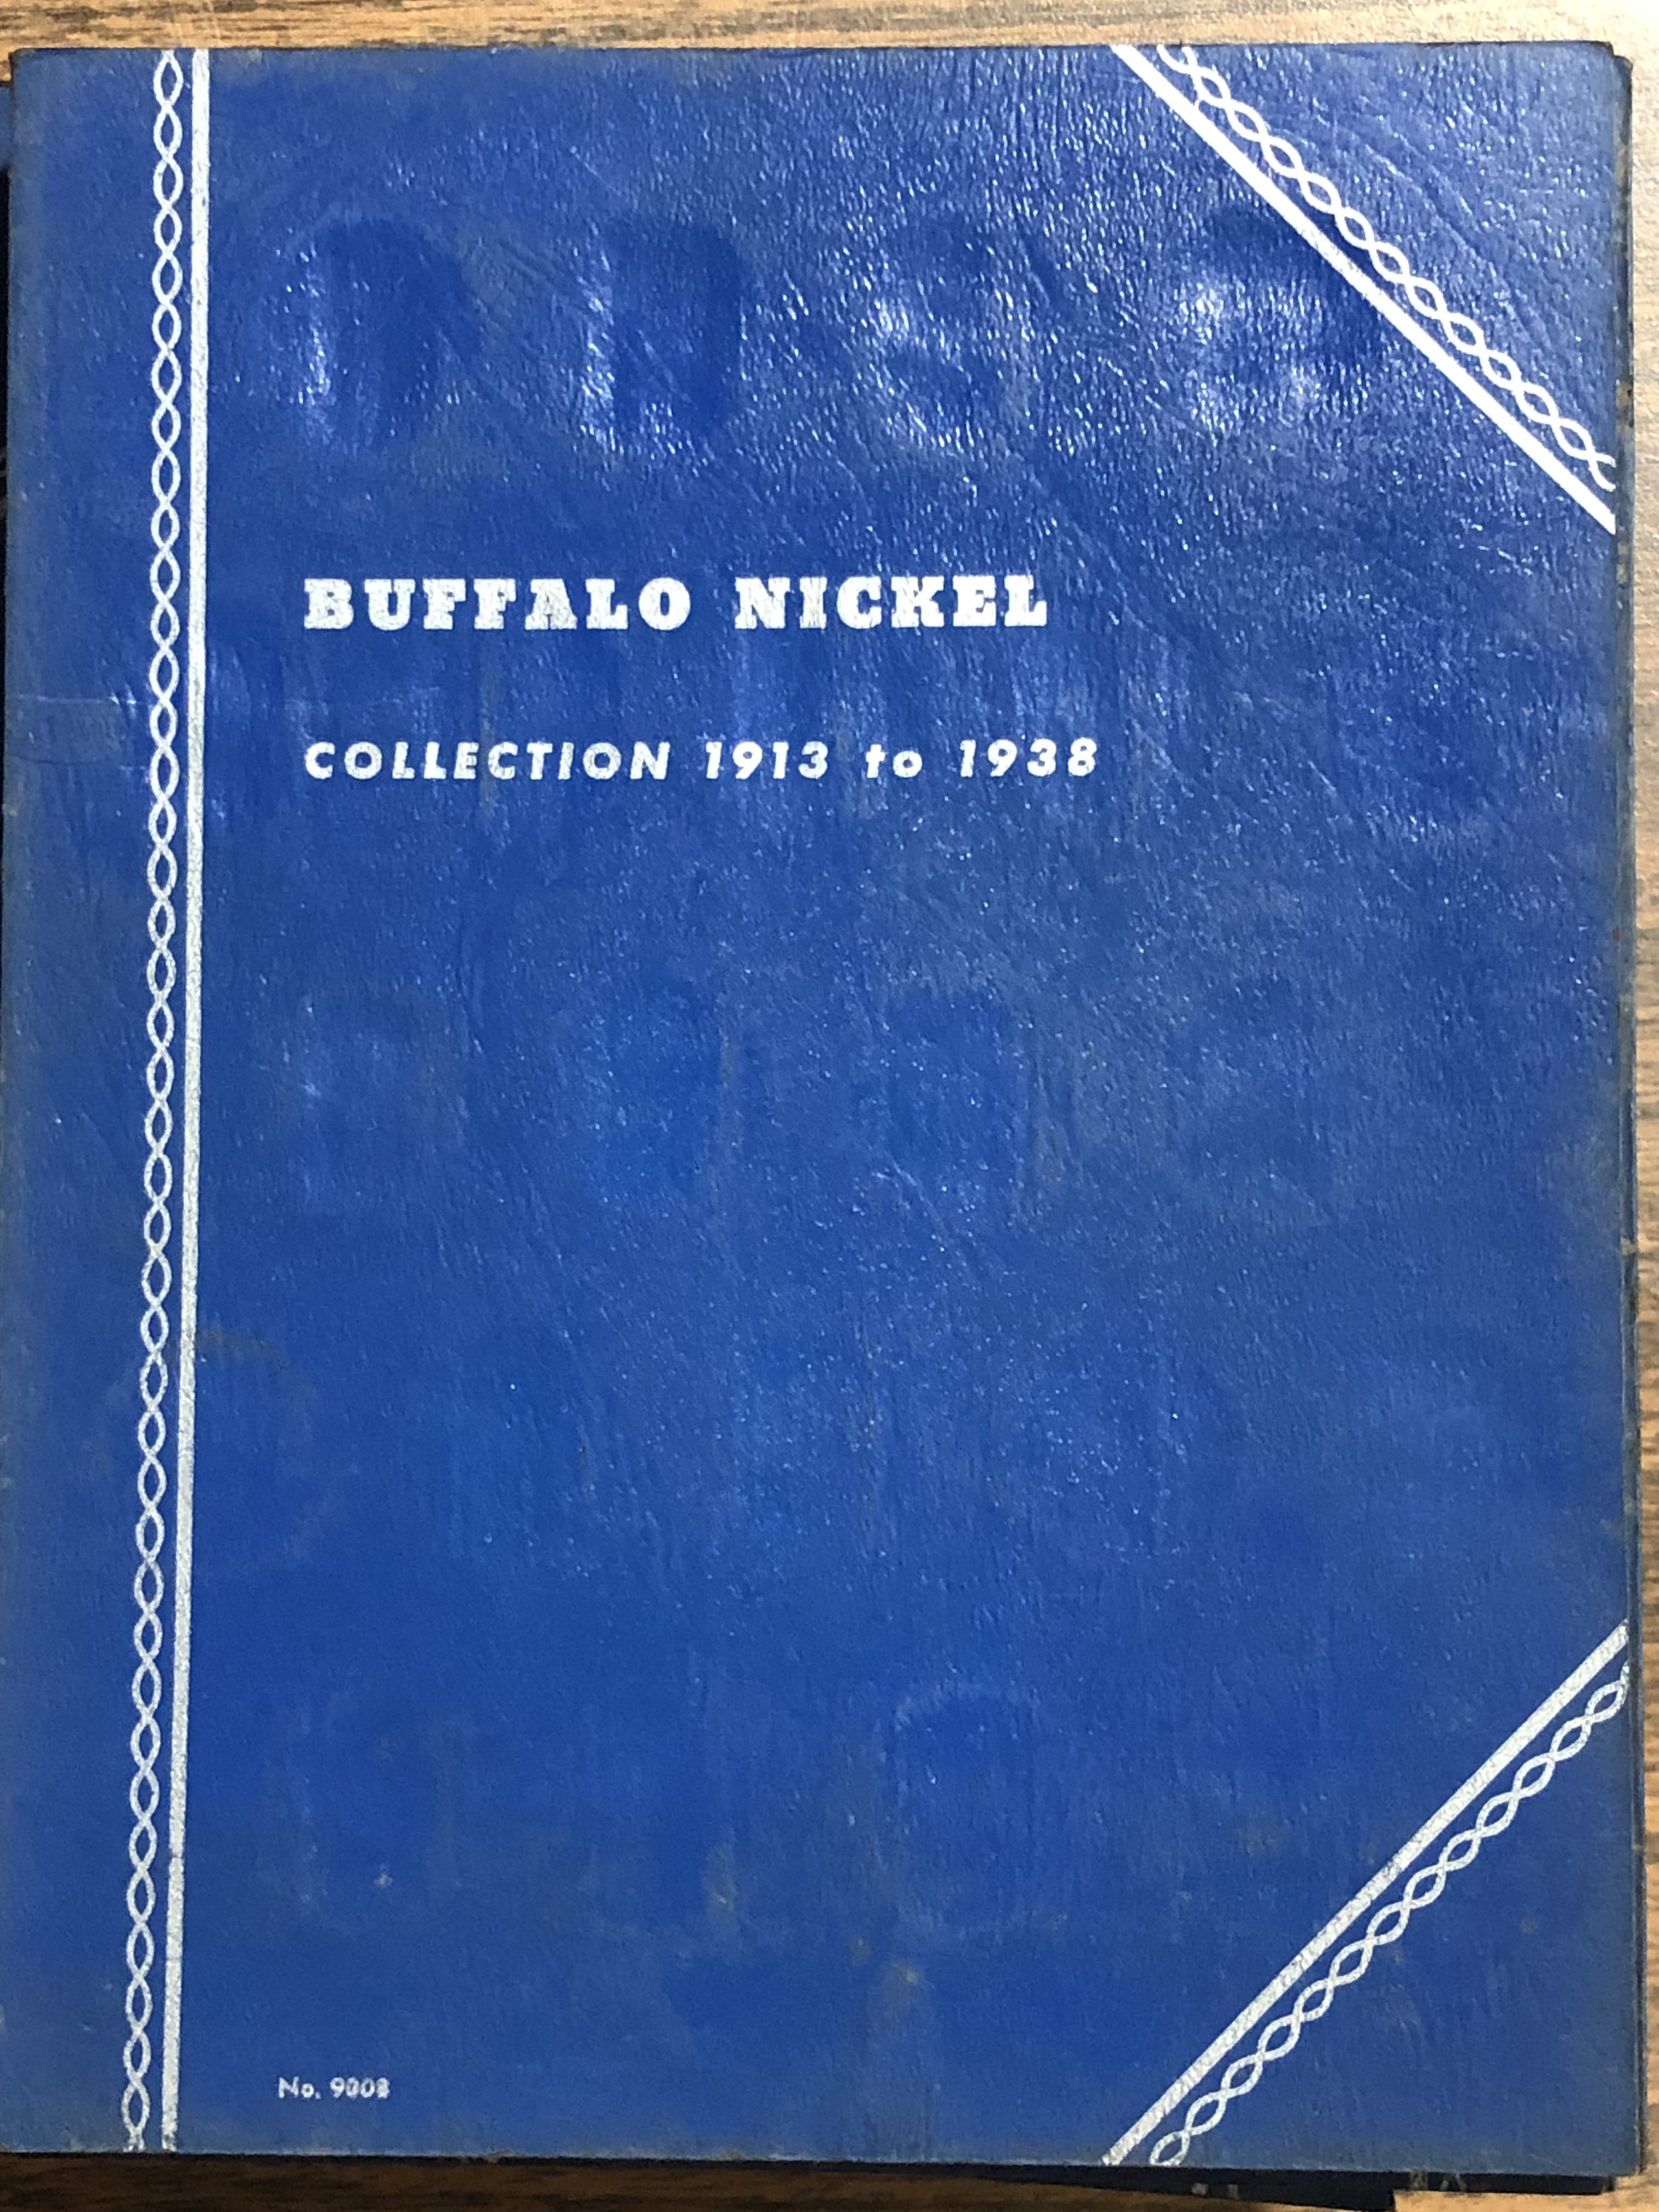 BUFFALO NICKEL
COLLECTION 1913 to 1938
No. 9008